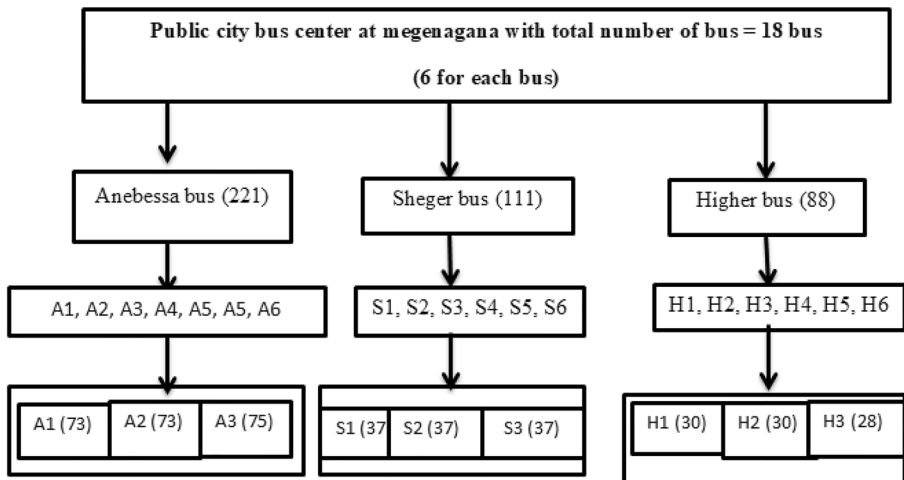 Public city bus center at megenagana with total number of bus = 18 bus
(6 for each bus)
Anebessa bus (221)
Sheger bus (111)
Higher bus (88)
A1, A2, A3, A4, A5, A5, A6
S1, S2, S3, S4, S5, S6
H1, H2, H3, H4, H5, H6
A1 (73)
A2 (73)
A3 (75)
S1 (37
S2 (37)
S3 (37)
H1 (30)
H2 (30)
H3 (28)